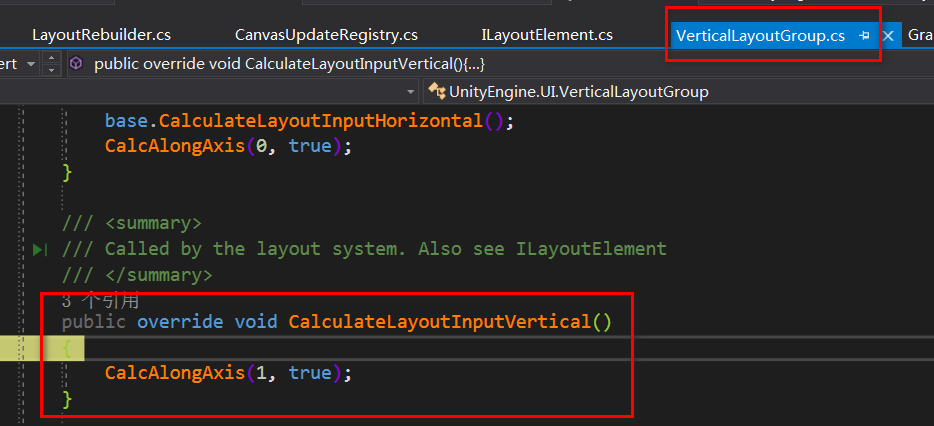 LayoutRebuilder.cs CanvasUpdateRegistry.cs ILayoutElement.cs VerticalLayoutGroup.cs Gra
ert public override void CalculateLayoutInputVertical(){...}
UnityEngine.UI.VerticalLayoutGroup
base.CalculateLayoutInputHorizontal();
CalcAlongAxis(0, true);
}
/// <summary>
/// Called by the layout system. Also see ILayoutElement
/// </summary>
3 个引用
public override void CalculateLayoutInputVertical()
{
CalcAlongAxis(1, true);
}